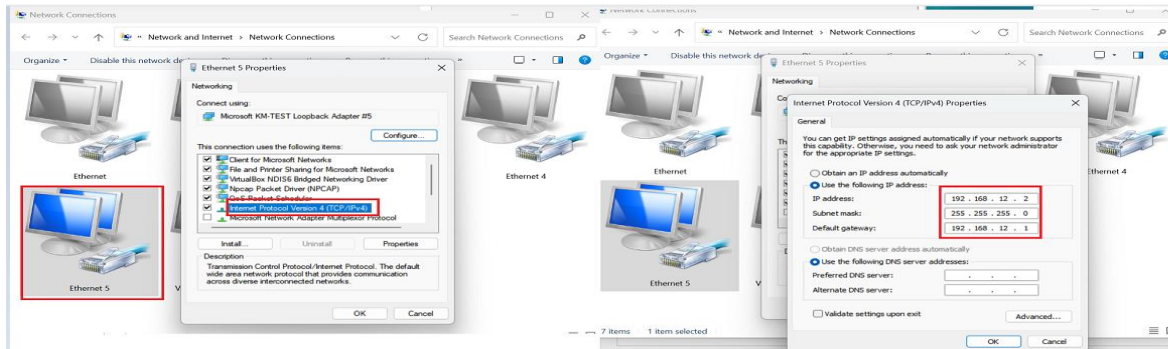 Network Connections
Network and Internet > Network Connections
Search Network Connections
Organize
Disable this network
Ethernet
Ethernet 4
Ethernet 5
Ethernet 5 Properties
Networking
Connect using:
Microsoft KM-TEST Loopback Adapter #5
Configure...
This connection uses the following items:
Client for Microsoft Networks
File and Printer Sharing for Microsoft Networks
VirtualBox NDIS6 Bridged Networking Driver
Npcap Packet Driver (NPCAP)
QoS Packet Scheduler
Internet Protocol Version 4 (TCP/IPv4)
Microsoft Network Adapter Multiplexor Protocol
Install...
Uninstall
Properties
Description
Transmission Control Protocol/Internet Protocol. The default
wide area network protocol that provides communication
across diverse interconnected networks.
OK
Cancel
Network Connections
Network and Internet > Network Connections
Search Network Connections
Organize
Disable this network
Ethernet
Ethernet 4
Ethernet 5
7 items
1 item selected
Ethernet 5 Properties
Networking
Internet Protocol Version 4 (TCP/IPv4) Properties
General
You can get IP settings assigned automatically if your network supports
this capability. Otherwise, you need to ask your network administrator
for the appropriate IP settings.
Obtain an IP address automatically
Use the following IP address:
IP address: 192 . 168 . 12 . 2
Subnet mask: 255 . 255 . 255 . 0
Default gateway: 192 . 168 . 12 . 1
Obtain DNS server address automatically
Use the following DNS server addresses:
Preferred DNS server: . . .
Alternate DNS server: . . .
Validate settings upon exit
Advanced...
OK
Cancel